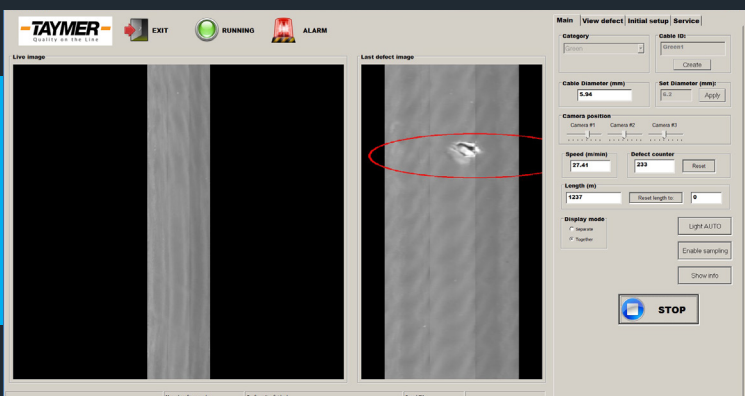 TAYMER
Quality on the Line
EXIT
RUNNING
ALARM
Live image
Last defect image
Main
View defect
Initial setup
Service
Category
Green
Cable ID:
Green1
Create
Cable Diameter (mm)
5.94
Set Diameter (mm):
6.2
Apply
Camera position
Camera #1
Camera #2
Camera #3
Speed (m/min)
27.41
Defect counter
233
Reset
Length (m)
1237
Reset length to:
0
Display mode
Separate
Together
Light AUTO
Enable sampling
Show info
STOP